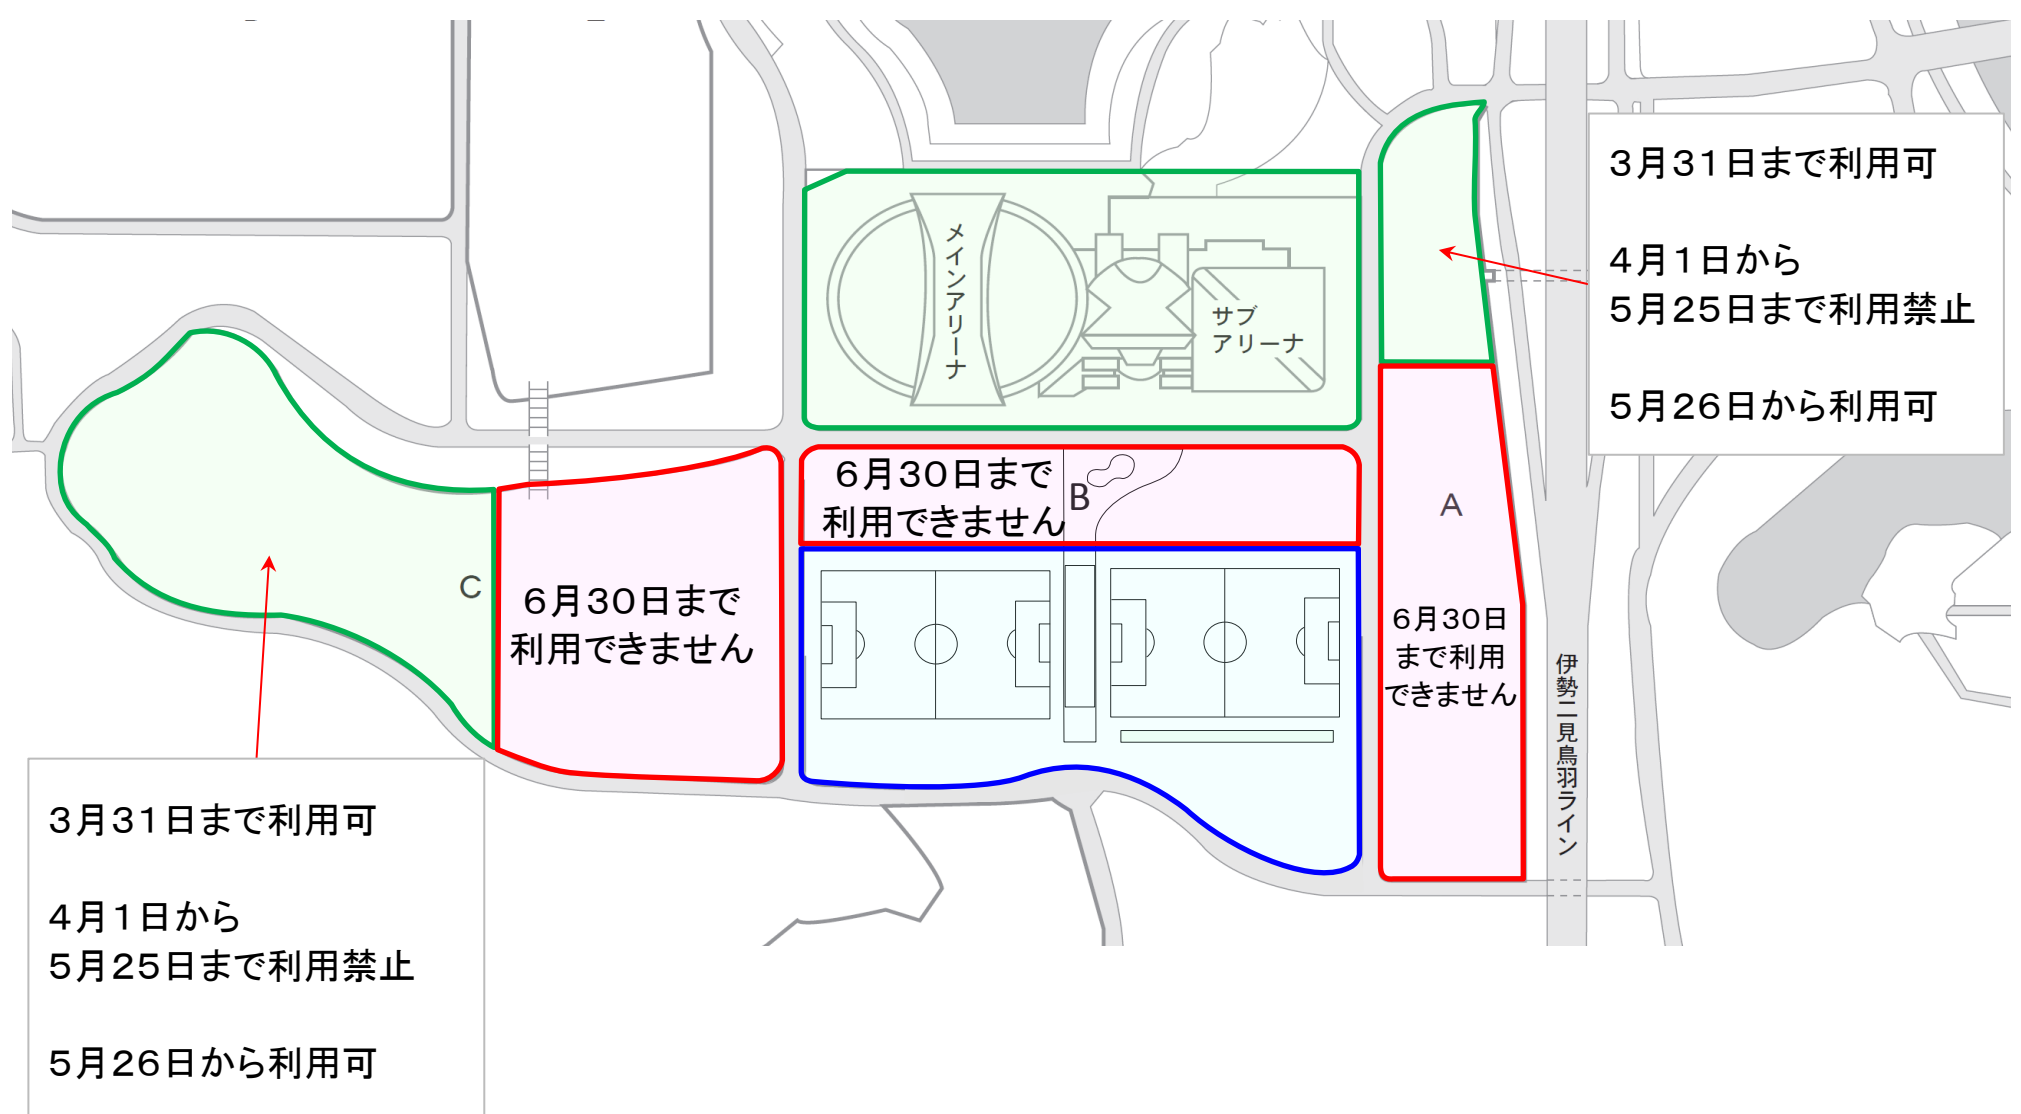 3月31日まで利用可
4月1日から
5月25日まで利用禁止
5月26日から利用可
メインアリーナ
サブ
アリーナ
6月30日まで
利用できません
B
A
C
6月30日まで
利用できません
6月30日
まで利用
できません
伊勢二見鳥羽ライン
3月31日まで利用可
4月1日から
5月25日まで利用禁止
5月26日から利用可